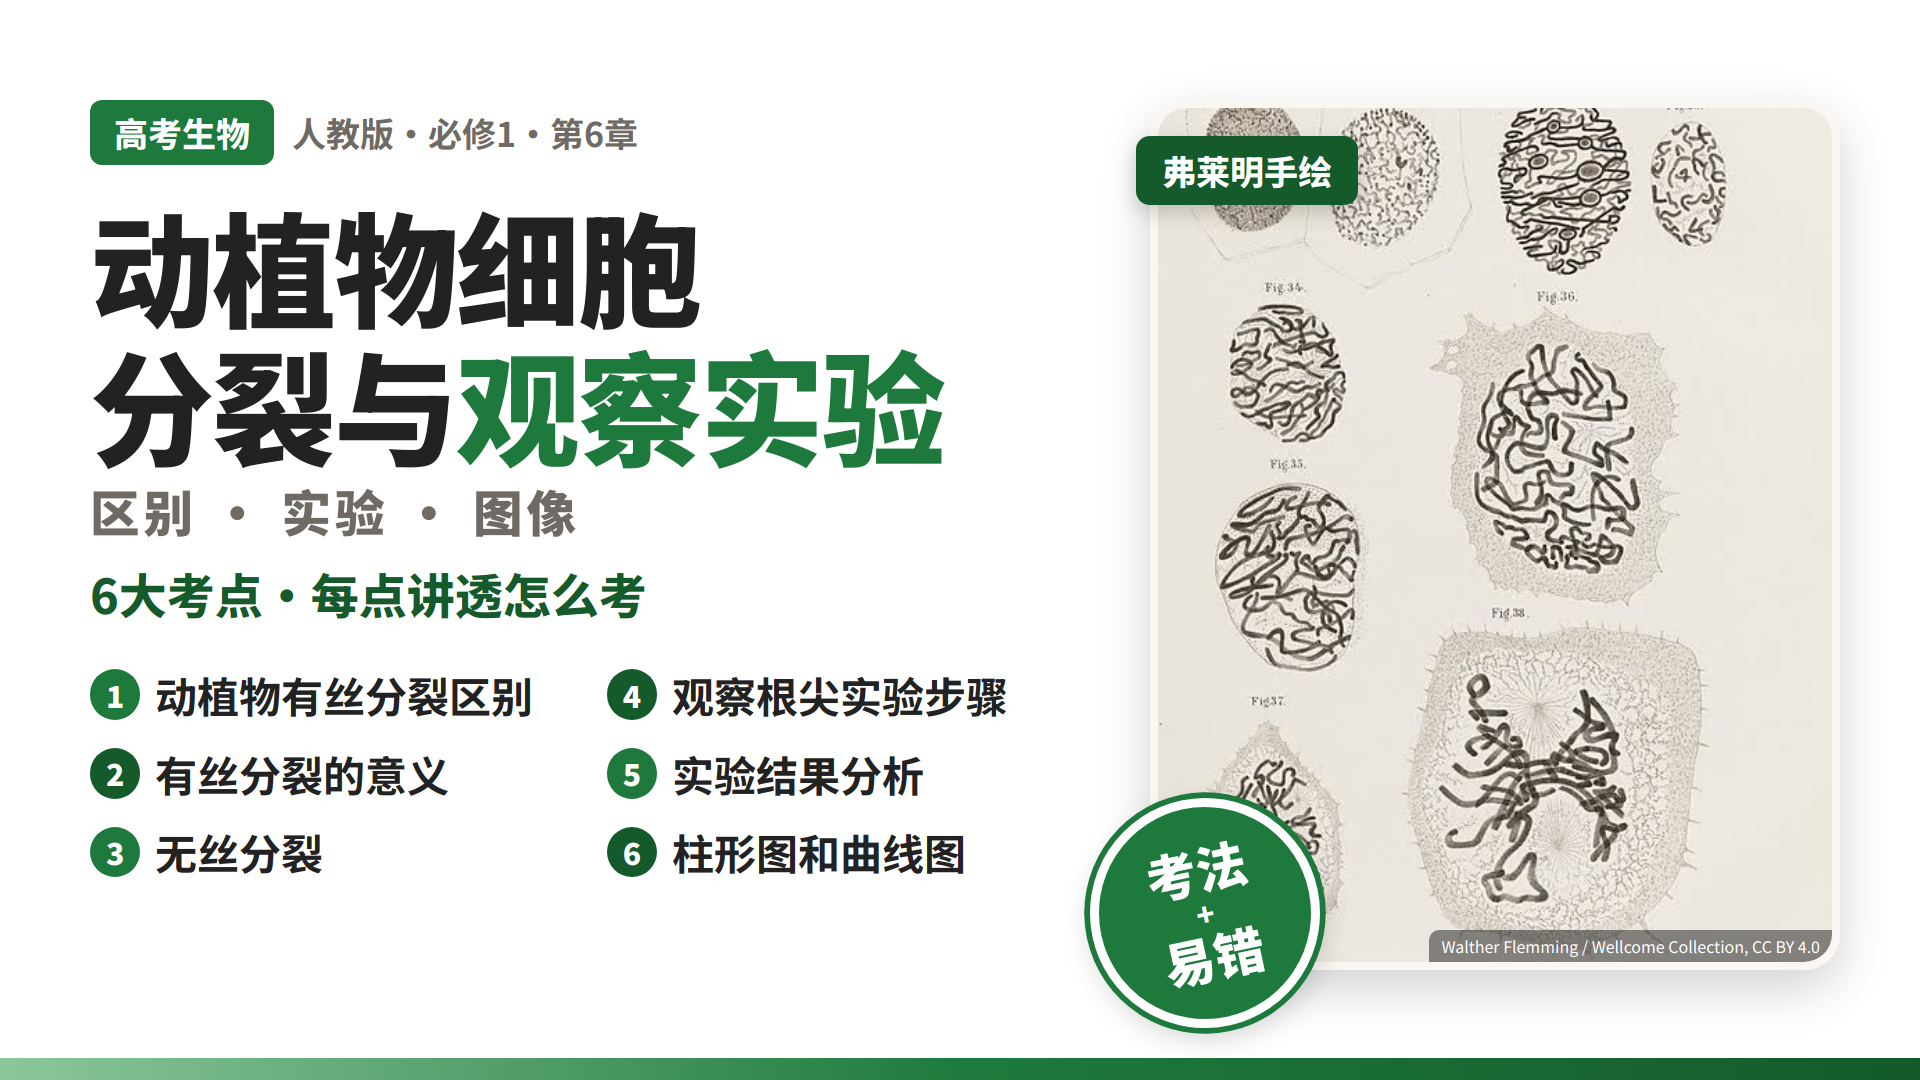 高考生物
人教版·必修1·第6章
动植物细胞
分裂与观察实验
区别 · 实验 · 图像
6大考点·每点讲透怎么考
1 动植物有丝分裂区别
2 有丝分裂的意义
3 无丝分裂
4 观察根尖实验步骤
5 实验结果分析
6 柱形图和曲线图
弗莱明手绘
Fig.34.
Fig.36.
Fig.35.
Fig.38.
Fig.37.
考法
+
易错
Walther Flemming / Wellcome Collection, CC BY 4.0